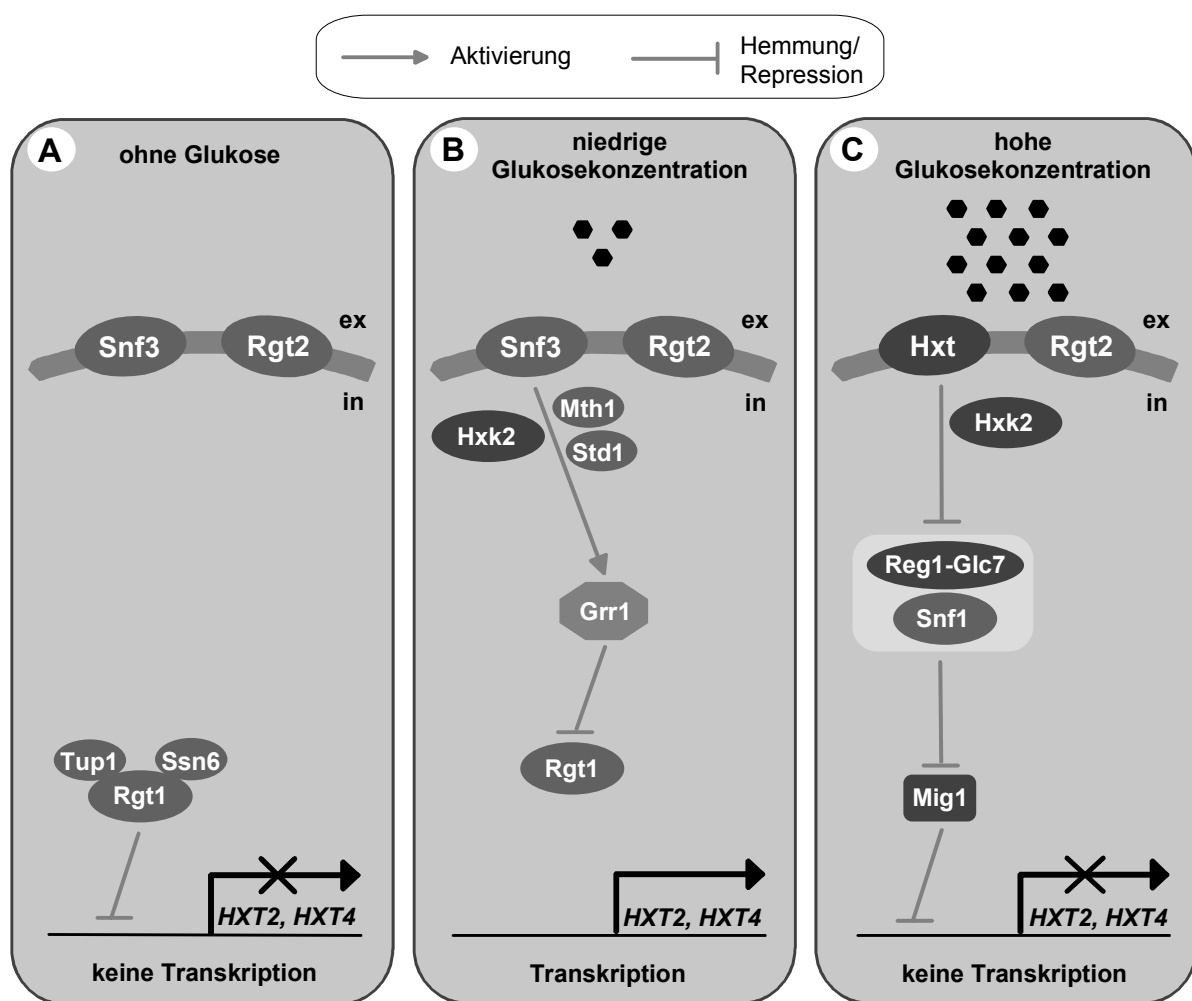 Aktivierung
Hemmung/
Repression
A
ohne Glukose
Snf3
Rgt2
ex
in
Tup1
Ssn6
Rgt1
HXT2, HXT4
keine Transkription
B
niedrige
Glukosekonzentration
Snf3
Rgt2
ex
in
Mth1
Hxk2
Std1
Grr1
Rgt1
HXT2, HXT4
Transkription
C
hohe
Glukosekonzentration
Hxt
Rgt2
ex
in
Hxk2
Reg1-Glc7
Snf1
Mig1
HXT2, HXT4
keine Transkription